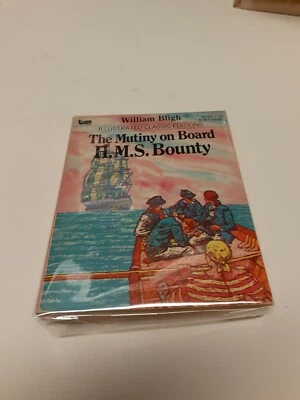 William Bligh
ILLUSTRATED CLASSIC EDITIONS
The Mutiny on Board
H.M.S. Bounty